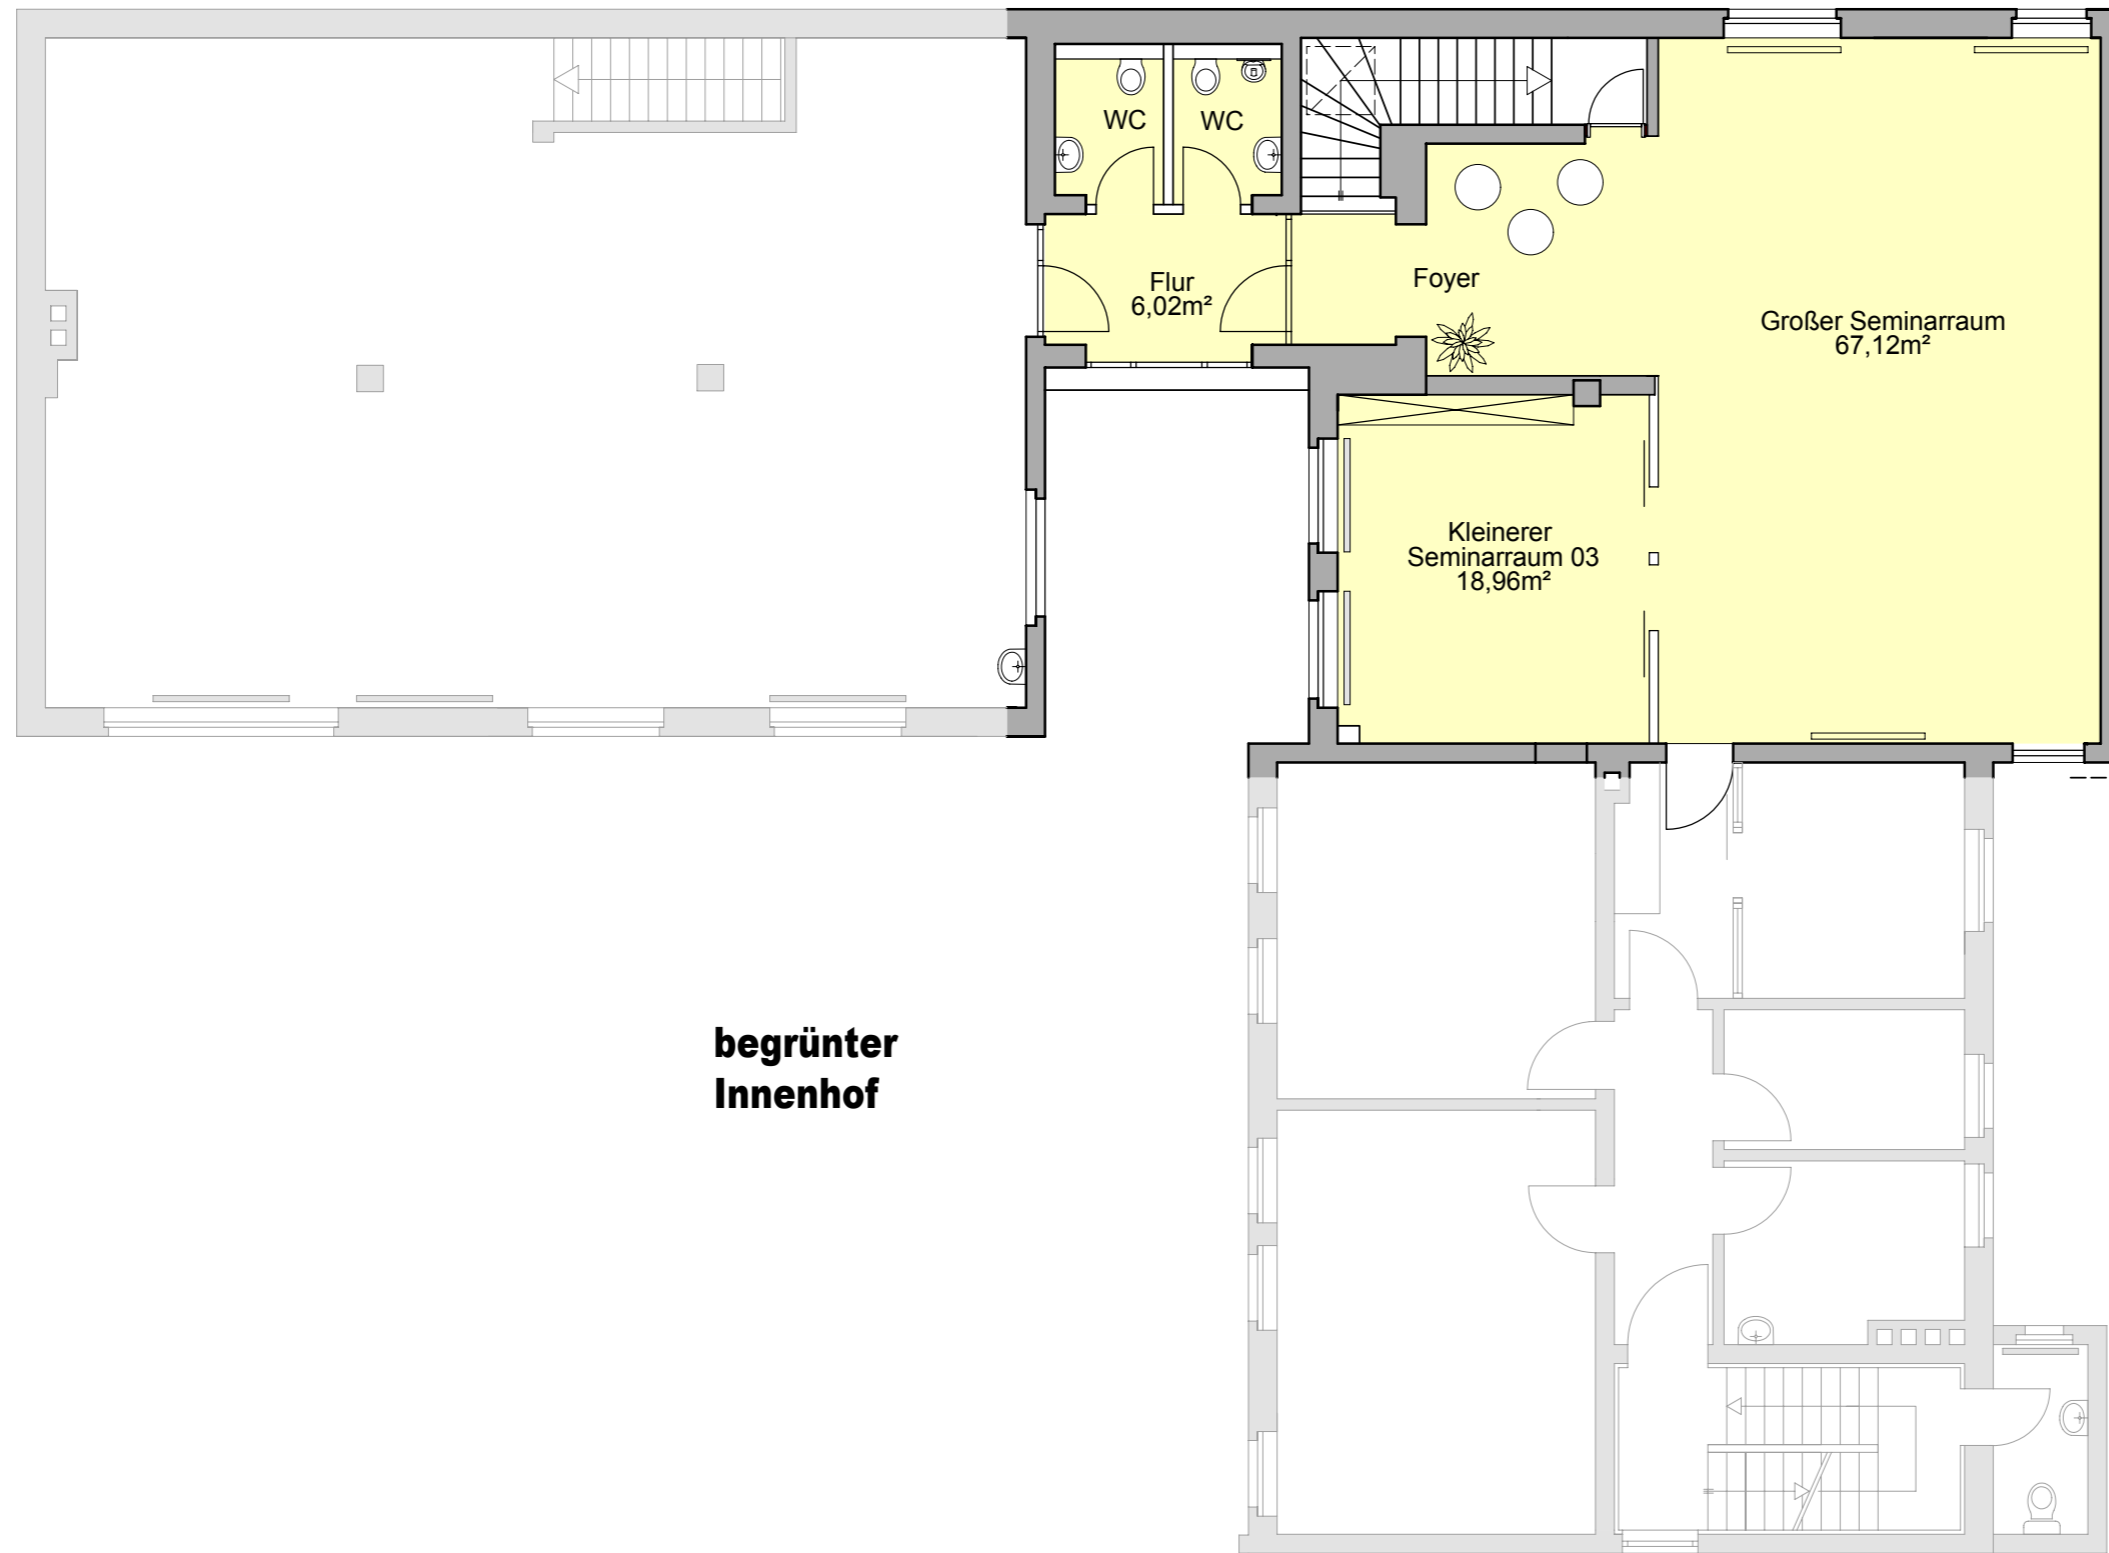 WC
WC
Flur
6,02m²
Foyer
Großer Seminarraum
67,12m²
Kleinerer
Seminarraum 03
18,96m²
begrünter
Innenhof